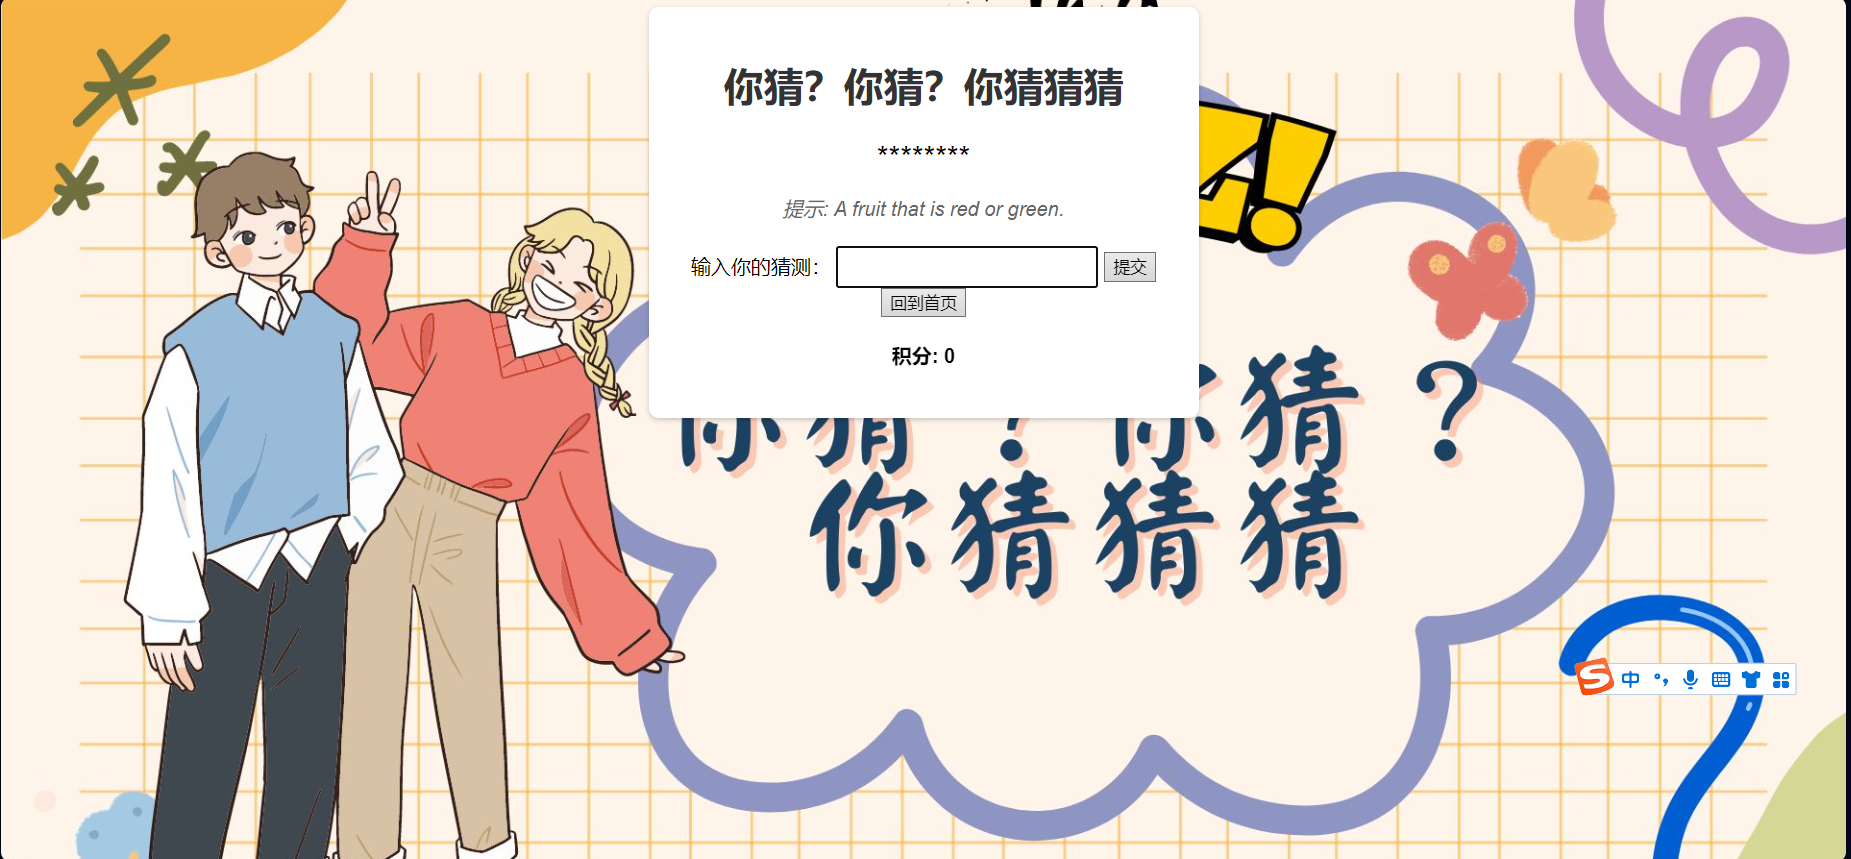 你猜？你猜？你猜猜猜
********
提示: A fruit that is red or green.
输入你的猜测：
提交
回到首页
积分: 0
你猜？你猜？
你猜猜猜
中